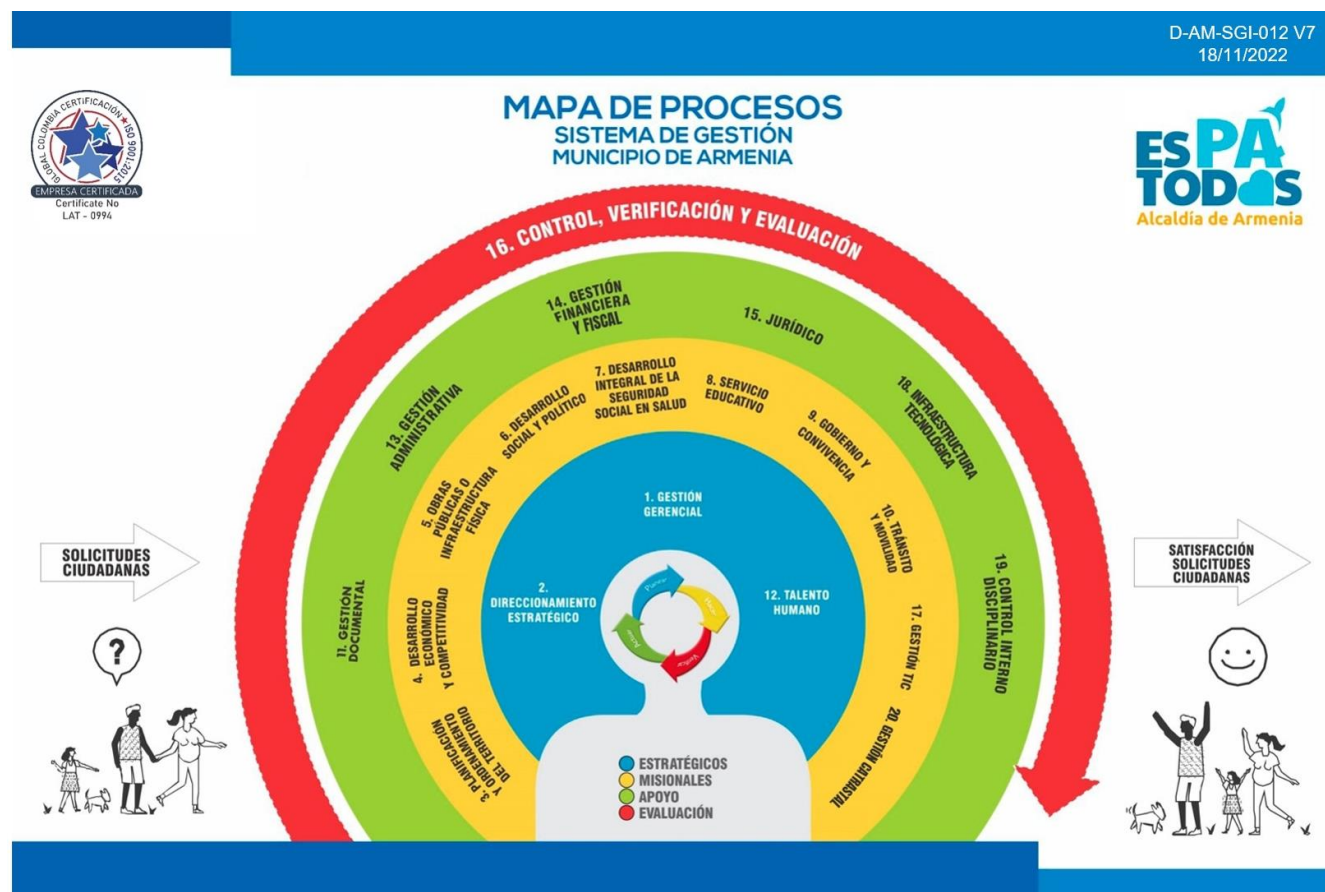 D-AM-SGI-012 V7
18/11/2022
GLOBAL COLOMBIA CERTIFICACIÓN ★ ISO 9001:2015
EMPRESA CERTIFICADA
Certificate No
LAT - 0994
MAPA DE PROCESOS
SISTEMA DE GESTIÓN
MUNICIPIO DE ARMENIA
ES PA
TODOS
Alcaldía de Armenia
16. CONTROL, VERIFICACIÓN Y EVALUACIÓN
14. GESTIÓN
FINANCIERA
Y FISCAL
15. JURÍDICO
13. GESTIÓN
ADMINISTRATIVA
18. INFRAESTRUCTURA
TECNOLÓGICA
11. GESTION
DOCUMENTAL
19. CONTROL INTERNO
DISCIPLINARIO
7. DESARROLLO
INTEGRAL DE LA
SEGURIDAD
SOCIAL EN SALUD
8. SERVICIO
EDUCATIVO
6. DESARROLLO
SOCIAL Y POLÍTICO
9. GOBIERNO Y
CONVIVENCIA
5. OBRAS
PÚBLICAS O
INFRAESTRUCTURA
FÍSICA
10. TRÁNSITO
Y MOVILIDAD
4. DESARROLLO
ECONÓMICO
Y COMPETITIVIDAD
17. GESTIÓN TIC
3. PLANIFICACIÓN
Y ORDENAMIENTO
DEL TERRITORIO
20. GESTIÓN CATRASTAL
1. GESTIÓN
GERENCIAL
2.
DIRECCIONAMIENTO
ESTRATÉGICO
12. TALENTO
HUMANO
Planear
Hacer
Verificar
Actuar
SOLICITUDES
CIUDADANAS
?
SATISFACCIÓN
SOLICITUDES
CIUDADANAS
ESTRATÉGICOS
MISIONALES
APOYO
EVALUACIÓN